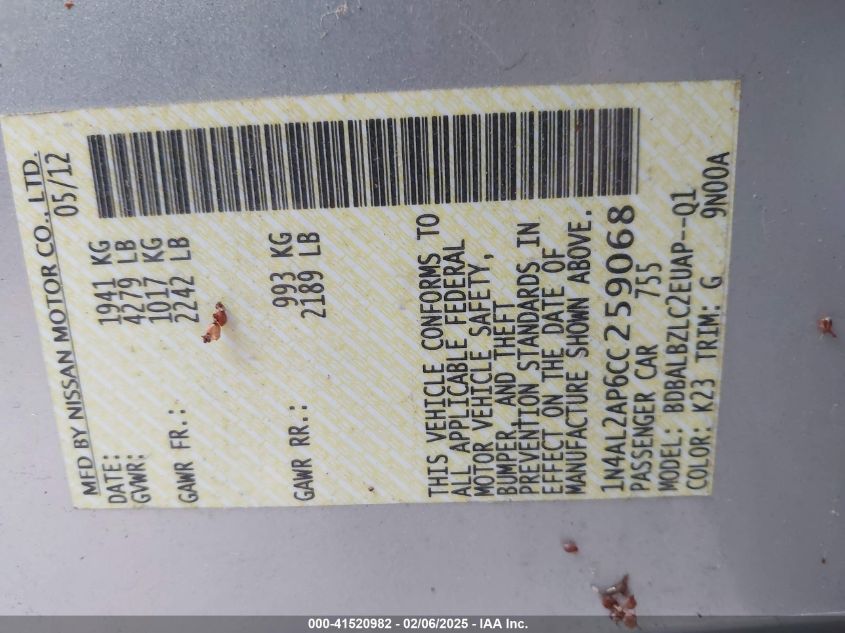 MFD BY NISSAN MOTOR CO., LTD.
DATE: 05/12
GVWR: 1941 KG
4279 LB
GAWR FR.: 1017 KG
2242 LB
GAWR RR.: 993 KG
2189 LB
THIS VEHICLE CONFORMS TO
ALL APPLICABLE FEDERAL
MOTOR VEHICLE SAFETY,
BUMPER, AND THEFT
PREVENTION STANDARDS IN
EFFECT ON THE DATE OF
MANUFACTURE SHOWN ABOVE.
1N4AL2AP6CC259068
PASSENGER CAR 755
MODEL: BDBALBZLC2EUAP--Q1
COLOR: K23 TRIM: G 9N00A
000-41520982 - 02/06/2025 - IAA Inc.